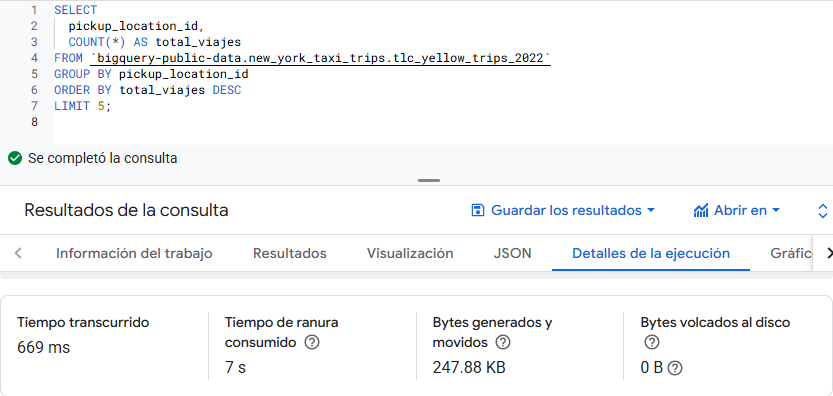 1 SELECT
2 pickup_location_id,
3 COUNT(*) AS total_viajes
4 FROM `bigquery-public-data.new_york_taxi_trips.tlc_yellow_trips_2022`
5 GROUP BY pickup_location_id
6 ORDER BY total_viajes DESC
7 LIMIT 5;
8
Se completó la consulta
Resultados de la consulta
Guardar los resultados
Abrir en
Información del trabajo
Resultados
Visualización
JSON
Detalles de la ejecución
Gráfic
Tiempo transcurrido
669 ms
Tiempo de ranura
consumido
7 s
Bytes generados y
movidos
247.88 KB
Bytes volcados al disco
0 B